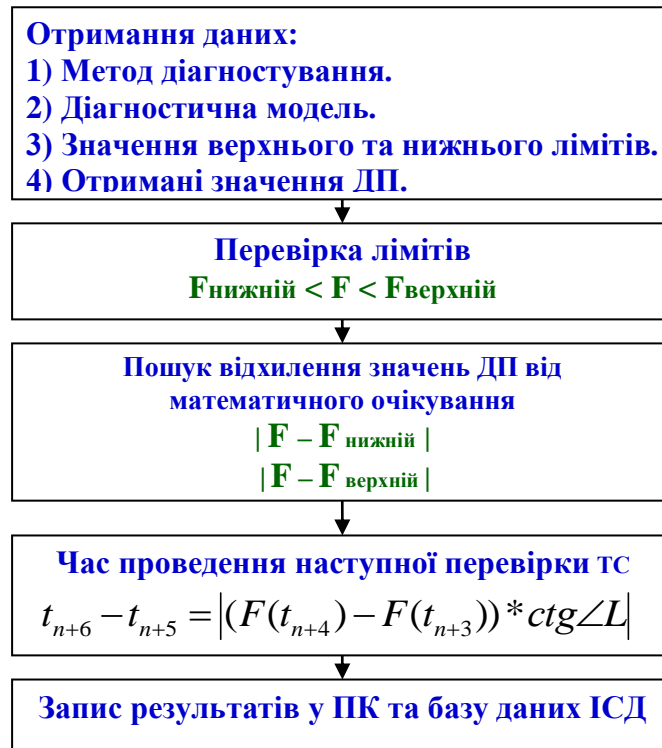 Отримання даних:
1) Метод діагностування.
2) Діагностична модель.
3) Значення верхнього та нижнього лімітів.
4) Отримані значення ДП.
Перевірка лімітів
Fнижній < F < Fверхній
Пошук відхилення значень ДП від
математичного очікування
| F – F нижній |
| F – F верхній |
Час проведення наступної перевірки ТС
t_{n+6} − t_{n+5} = |(F(t_{n+4}) − F(t_{n+3})) * ctg∠L|
Запис результатів у ПК та базу даних ІСД